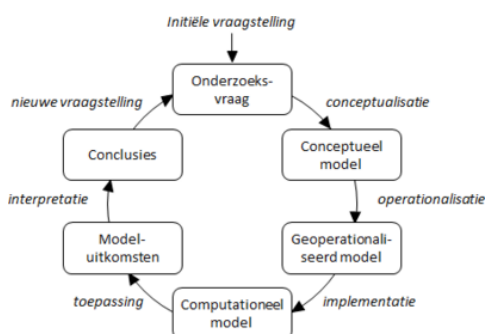 Initiële vraagstelling
Onderzoeks-
vraag
nieuwe vraagstelling
conceptualisatie
Conclusies
Conceptueel
model
interpretatie
operationalisatie
Model-
uitkomsten
Geoperationali-
seerd model
toepassing
Computationeel
model
implementatie